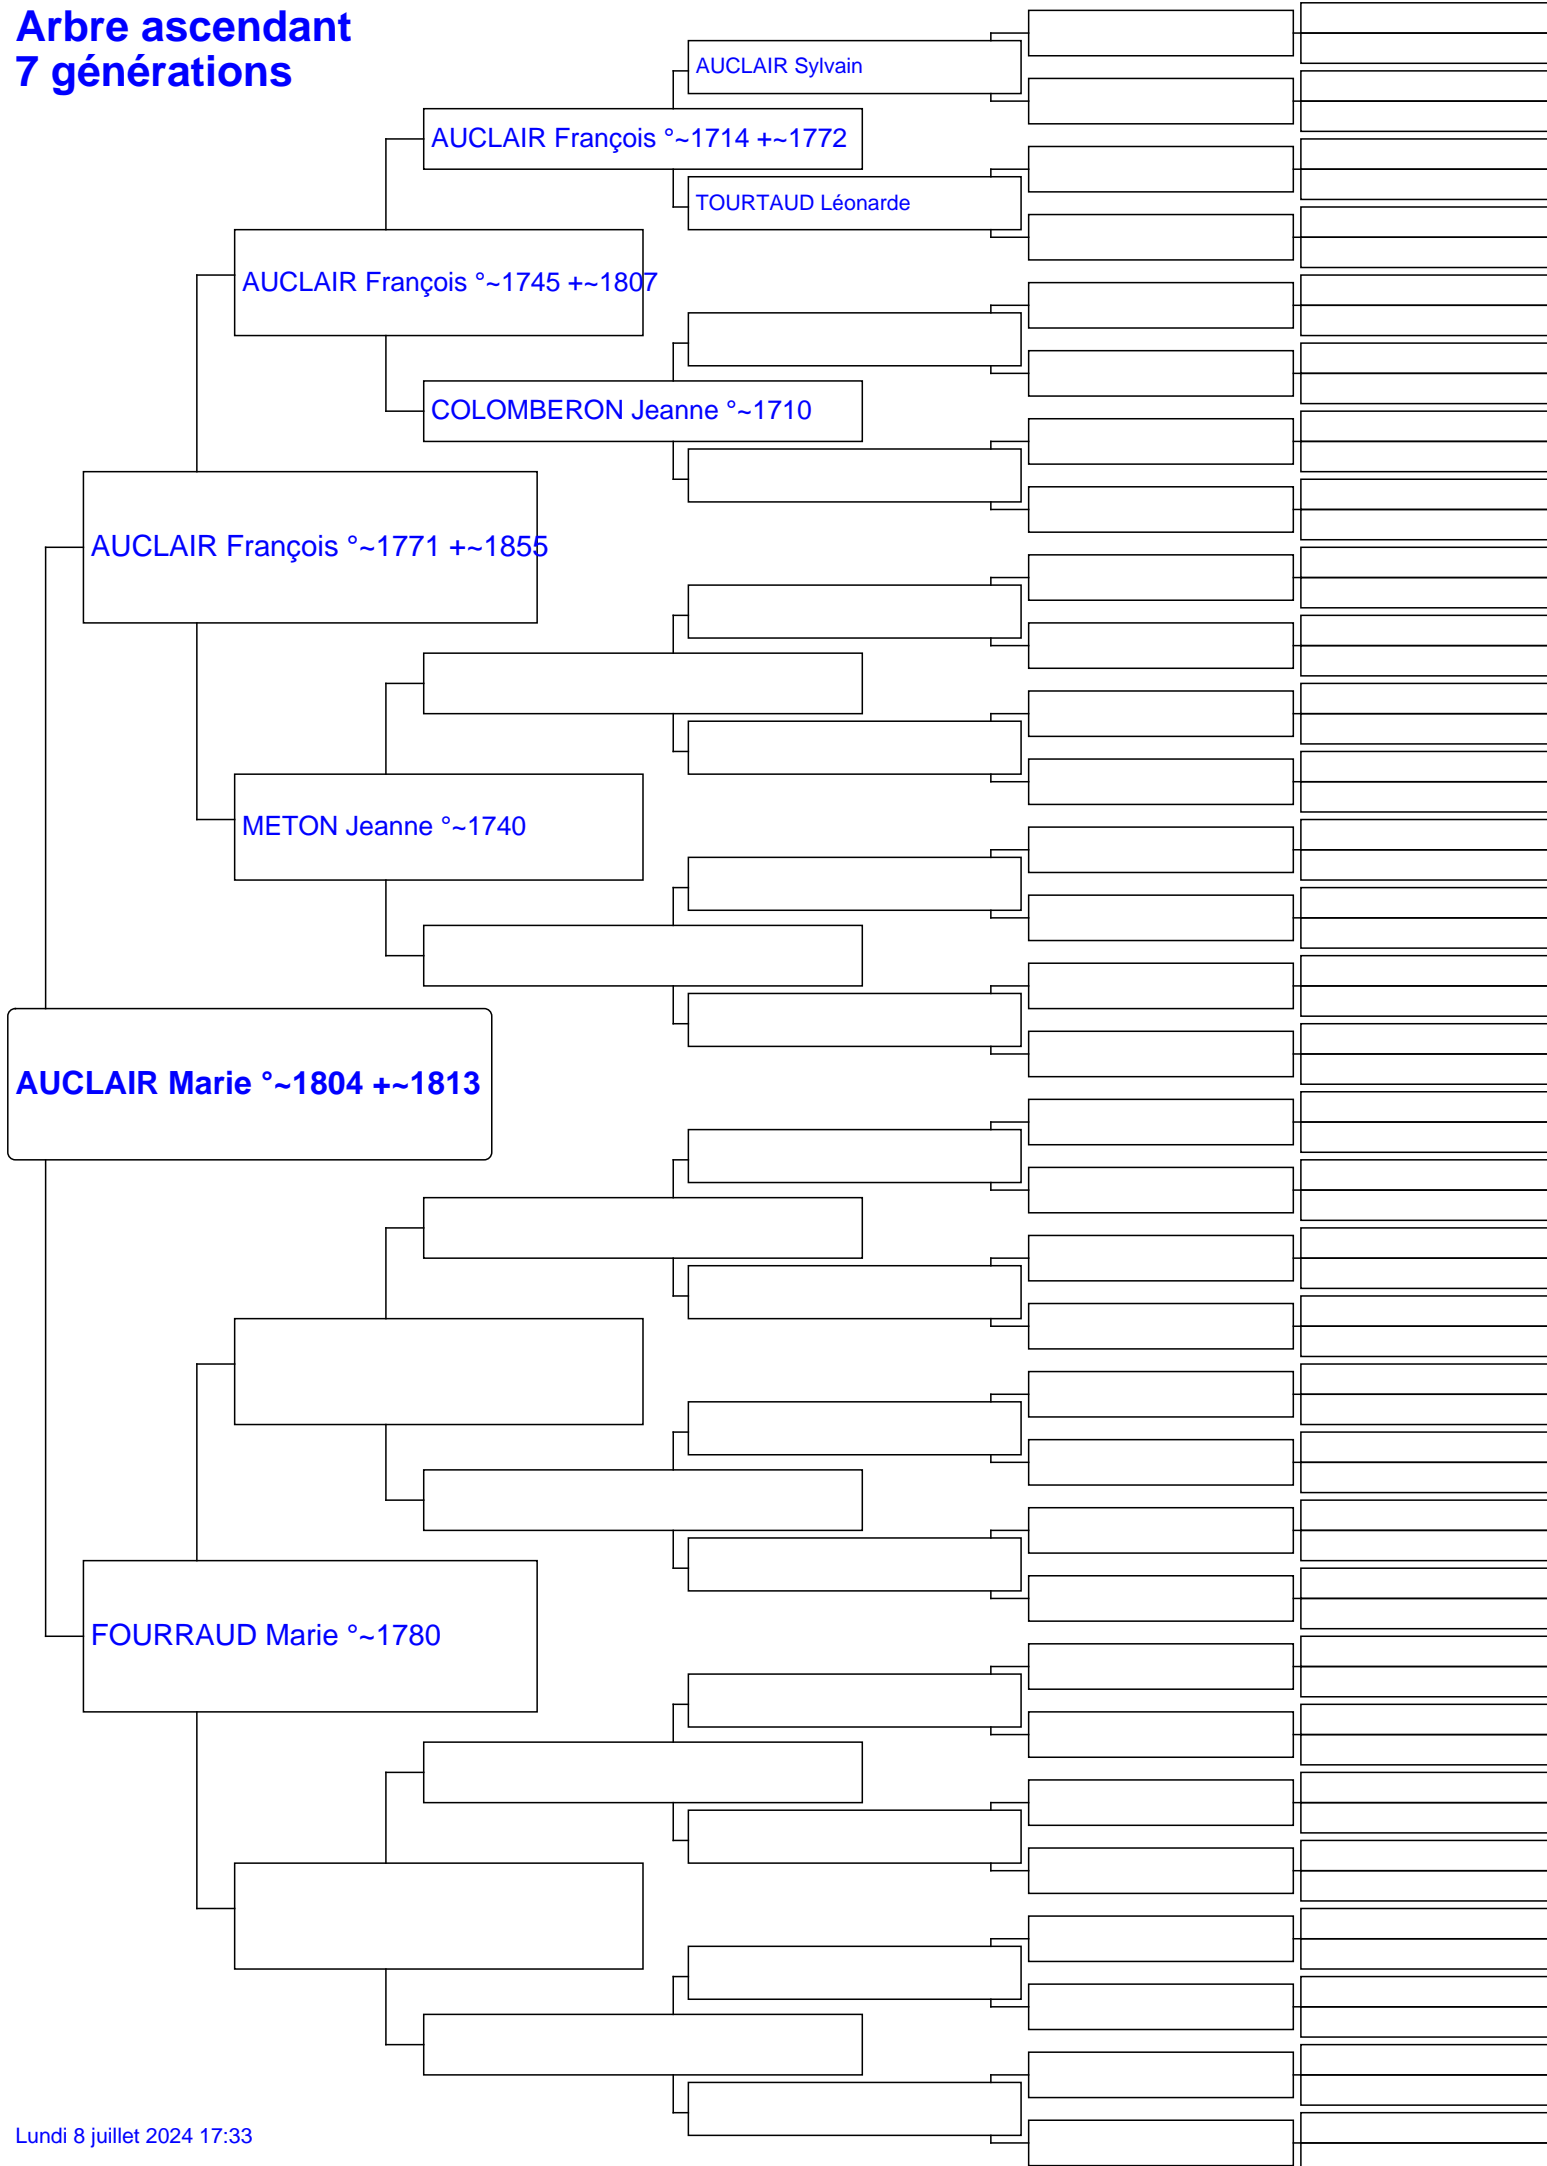 Arbre ascendant
7 générations
AUCLAIR Sylvain
AUCLAIR François °~1714 +~1772
TOURTAUD Léonarde
AUCLAIR François °~1745 +~1807
COLOMBERON Jeanne °~1710
AUCLAIR François °~1771 +~1855
METON Jeanne °~1740
AUCLAIR Marie °~1804 +~1813
FOURRAUD Marie °~1780
Lundi 8 juillet 2024 17:33